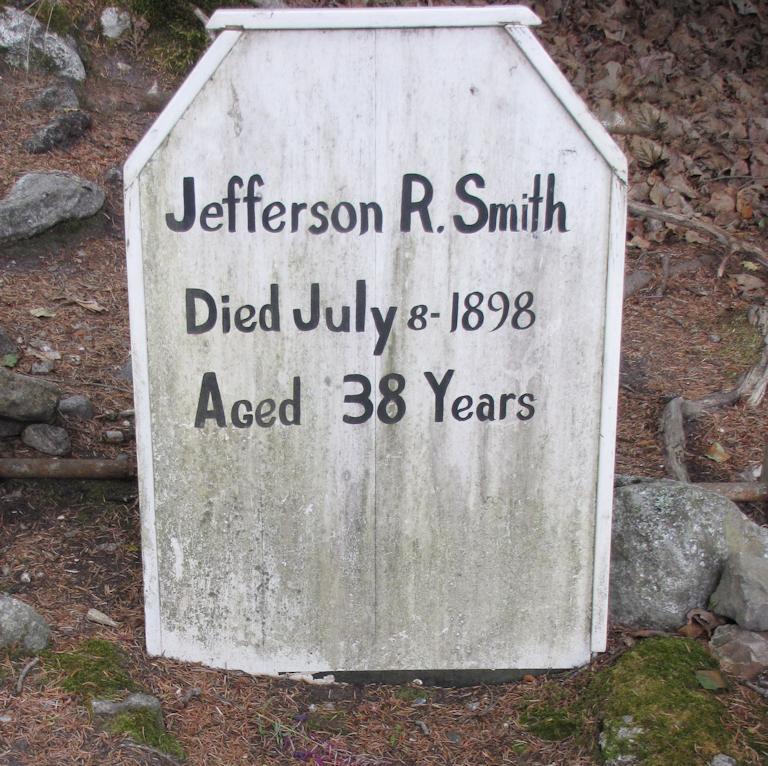 Jefferson R. Smith
Died July 8-1898
Aged 38 Years